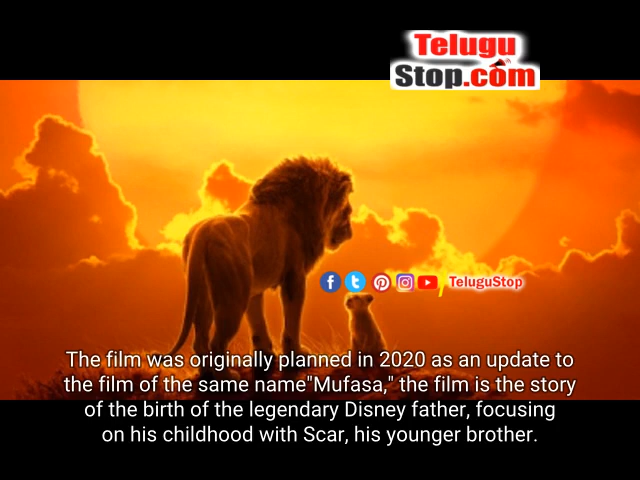 Telugu
Stop.com
TeluguStop
The film was originally planned in 2020 as an update to
the film of the same name"Mufasa," the film is the story
of the birth of the legendary Disney father, focusing
on his childhood with Scar, his younger brother.